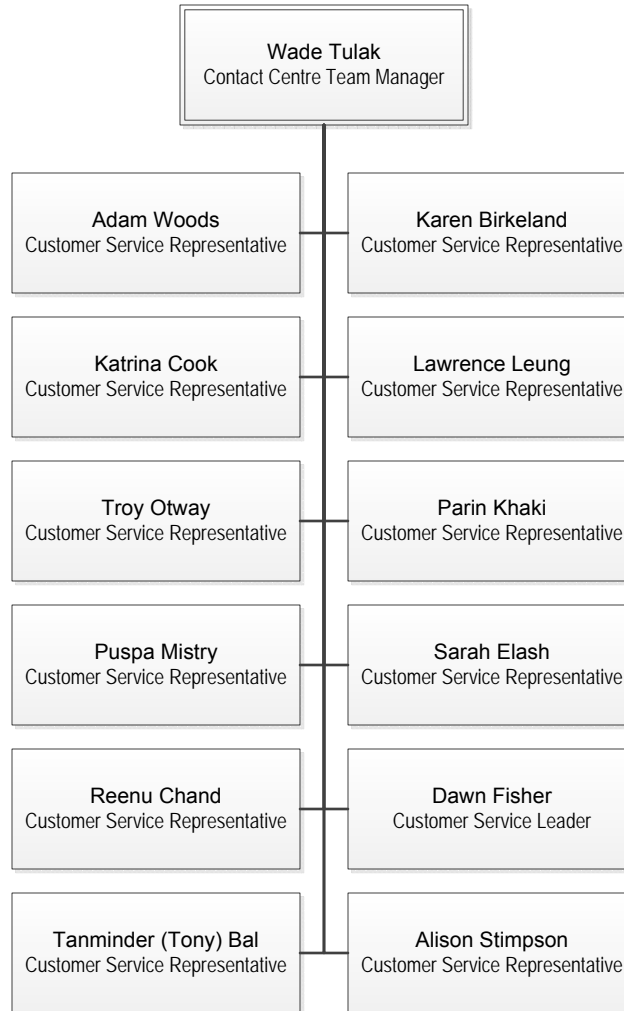 Wade Tulak
Contact Centre Team Manager
Adam Woods
Customer Service Representative
Karen Birkeland
Customer Service Representative
Katrina Cook
Customer Service Representative
Lawrence Leung
Customer Service Representative
Troy Otway
Customer Service Representative
Parin Khaki
Customer Service Representative
Puspa Mistry
Customer Service Representative
Sarah Elash
Customer Service Representative
Reenu Chand
Customer Service Representative
Dawn Fisher
Customer Service Leader
Tanminder (Tony) Bal
Customer Service Representative
Alison Stimpson
Customer Service Representative